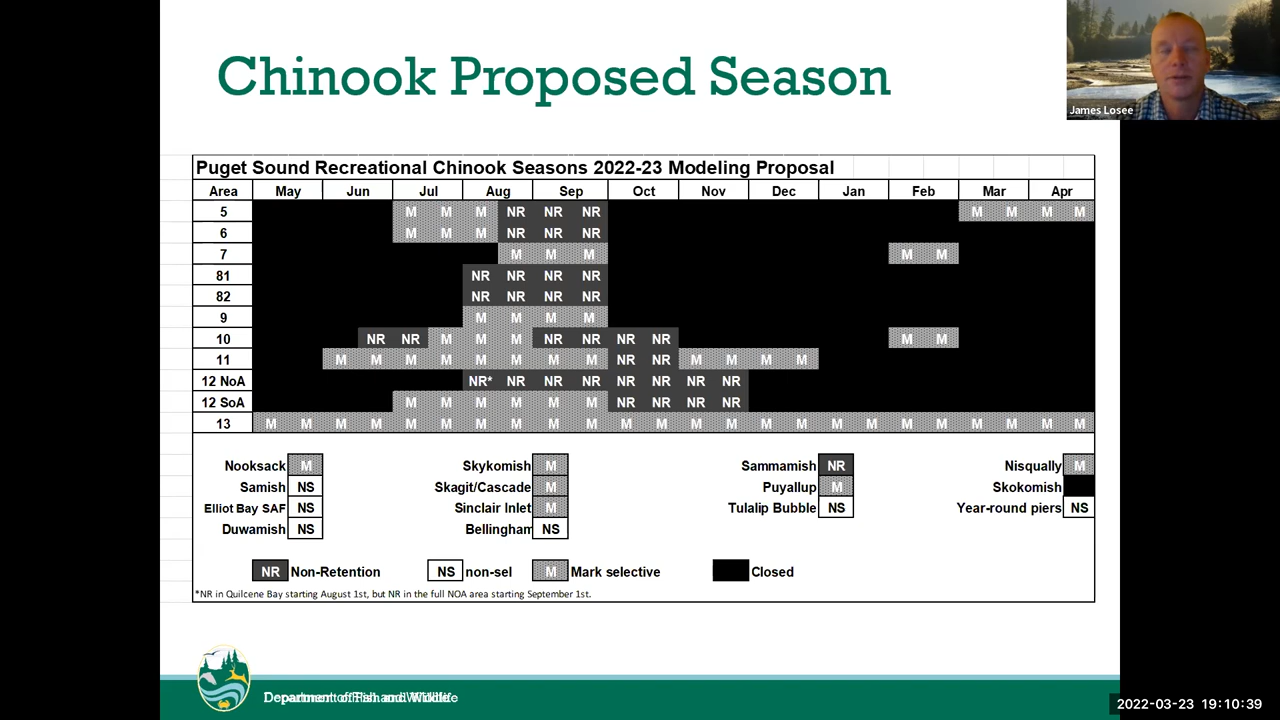 Chinook Proposed Season
James Losee
Puget Sound Recreational Chinook Seasons 2022-23 Modeling Proposal
Area May Jun Jul Aug Sep Oct Nov Dec Jan Feb Mar Apr
5 M M M NR NR NR M M M M
6 M M M NR NR NR
7 M M M M M
81 NR NR NR NR
82 NR NR NR NR
9 M M M M
10 NR NR M M M NR NR NR NR M M
11 M M M M M M M M NR NR M M M M
12 NoA NR* NR NR NR NR NR NR NR
12 SoA M M M M M M NR NR NR NR
13 M M M M M M M M M M M M M M M M M M M M M M M M
Nooksack M Skykomish M Sammamish NR Nisqually M
Samish NS Skagit/Cascade M Puyallup M Skokomish
Elliot Bay SAF NS Sinclair Inlet M Tulalip Bubble NS Year-round piers NS
Duwamish NS Bellingham NS
NR Non-Retention NS non-sel M Mark selective Closed
*NR in Quilcene Bay starting August 1st, but NR in the full NOA area starting September 1st.
Department of Fish and Wildlife
2022-03-23 19:10:39